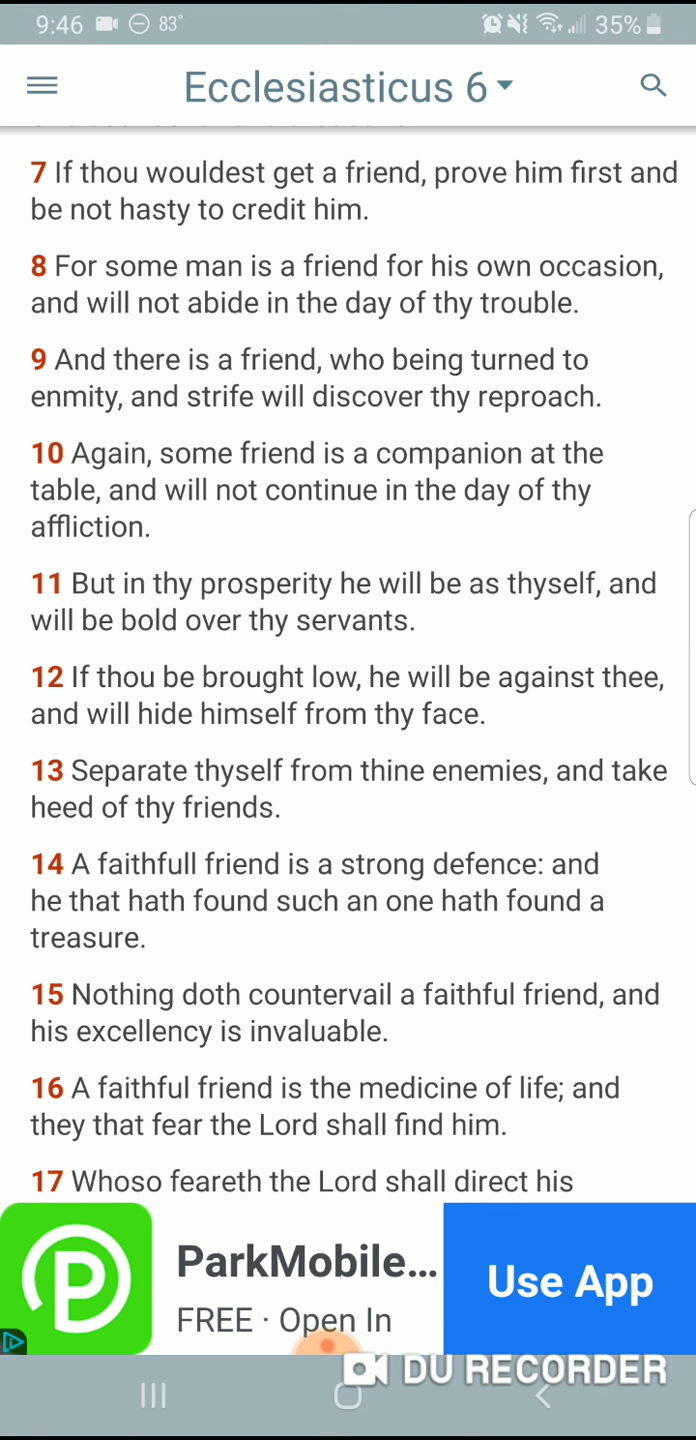 9:46 83° 35%
Ecclesiasticus 6
7 If thou wouldest get a friend, prove him first and
be not hasty to credit him.
8 For some man is a friend for his own occasion,
and will not abide in the day of thy trouble.
9 And there is a friend, who being turned to
enmity, and strife will discover thy reproach.
10 Again, some friend is a companion at the
table, and will not continue in the day of thy
affliction.
11 But in thy prosperity he will be as thyself, and
will be bold over thy servants.
12 If thou be brought low, he will be against thee,
and will hide himself from thy face.
13 Separate thyself from thine enemies, and take
heed of thy friends.
14 A faithfull friend is a strong defence: and
he that hath found such an one hath found a
treasure.
15 Nothing doth countervail a faithful friend, and
his excellency is invaluable.
16 A faithful friend is the medicine of life; and
they that fear the Lord shall find him.
17 Whoso feareth the Lord shall direct his
P
ParkMobile...
FREE · Open In
Use App
DU RECORDER